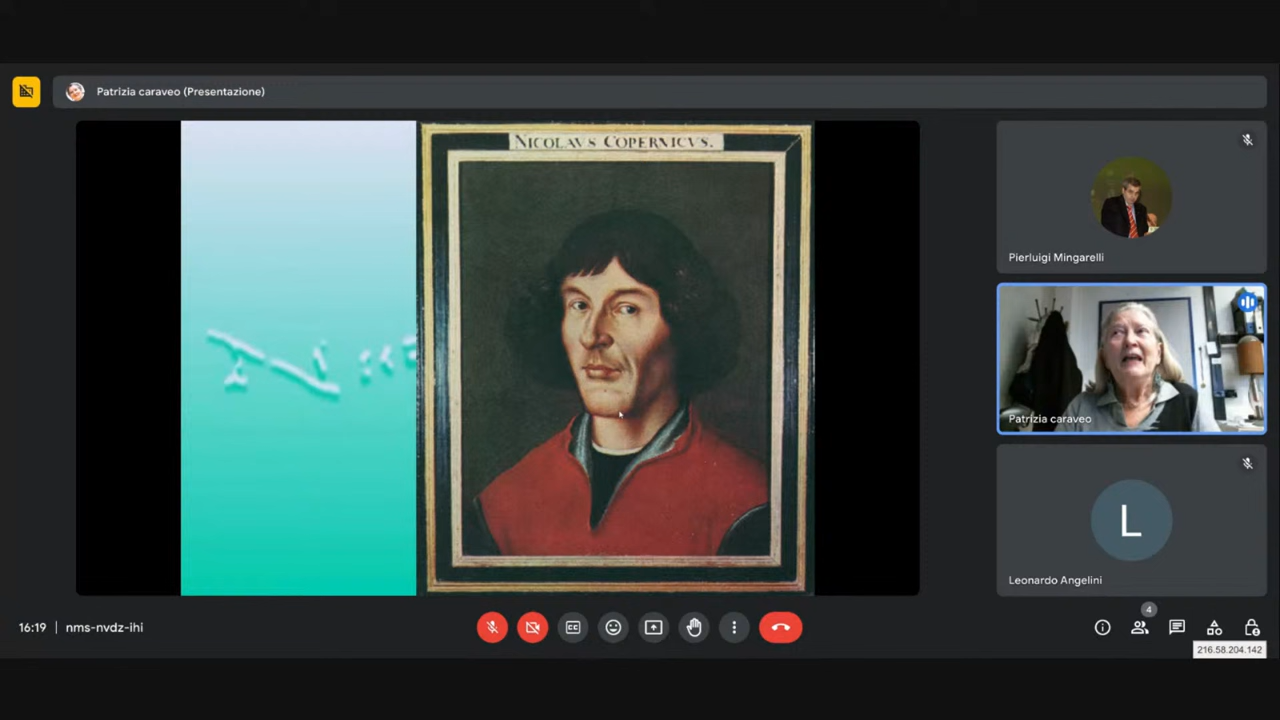 Patrizia caraveo (Presentazione)
NICOLAVS COPERNICVS.
Pierluigi Mingarelli
Patrizia caraveo
L
Leonardo Angelini
16:19 | nms-nvdz-ihi
CC
4
216.58.204.142